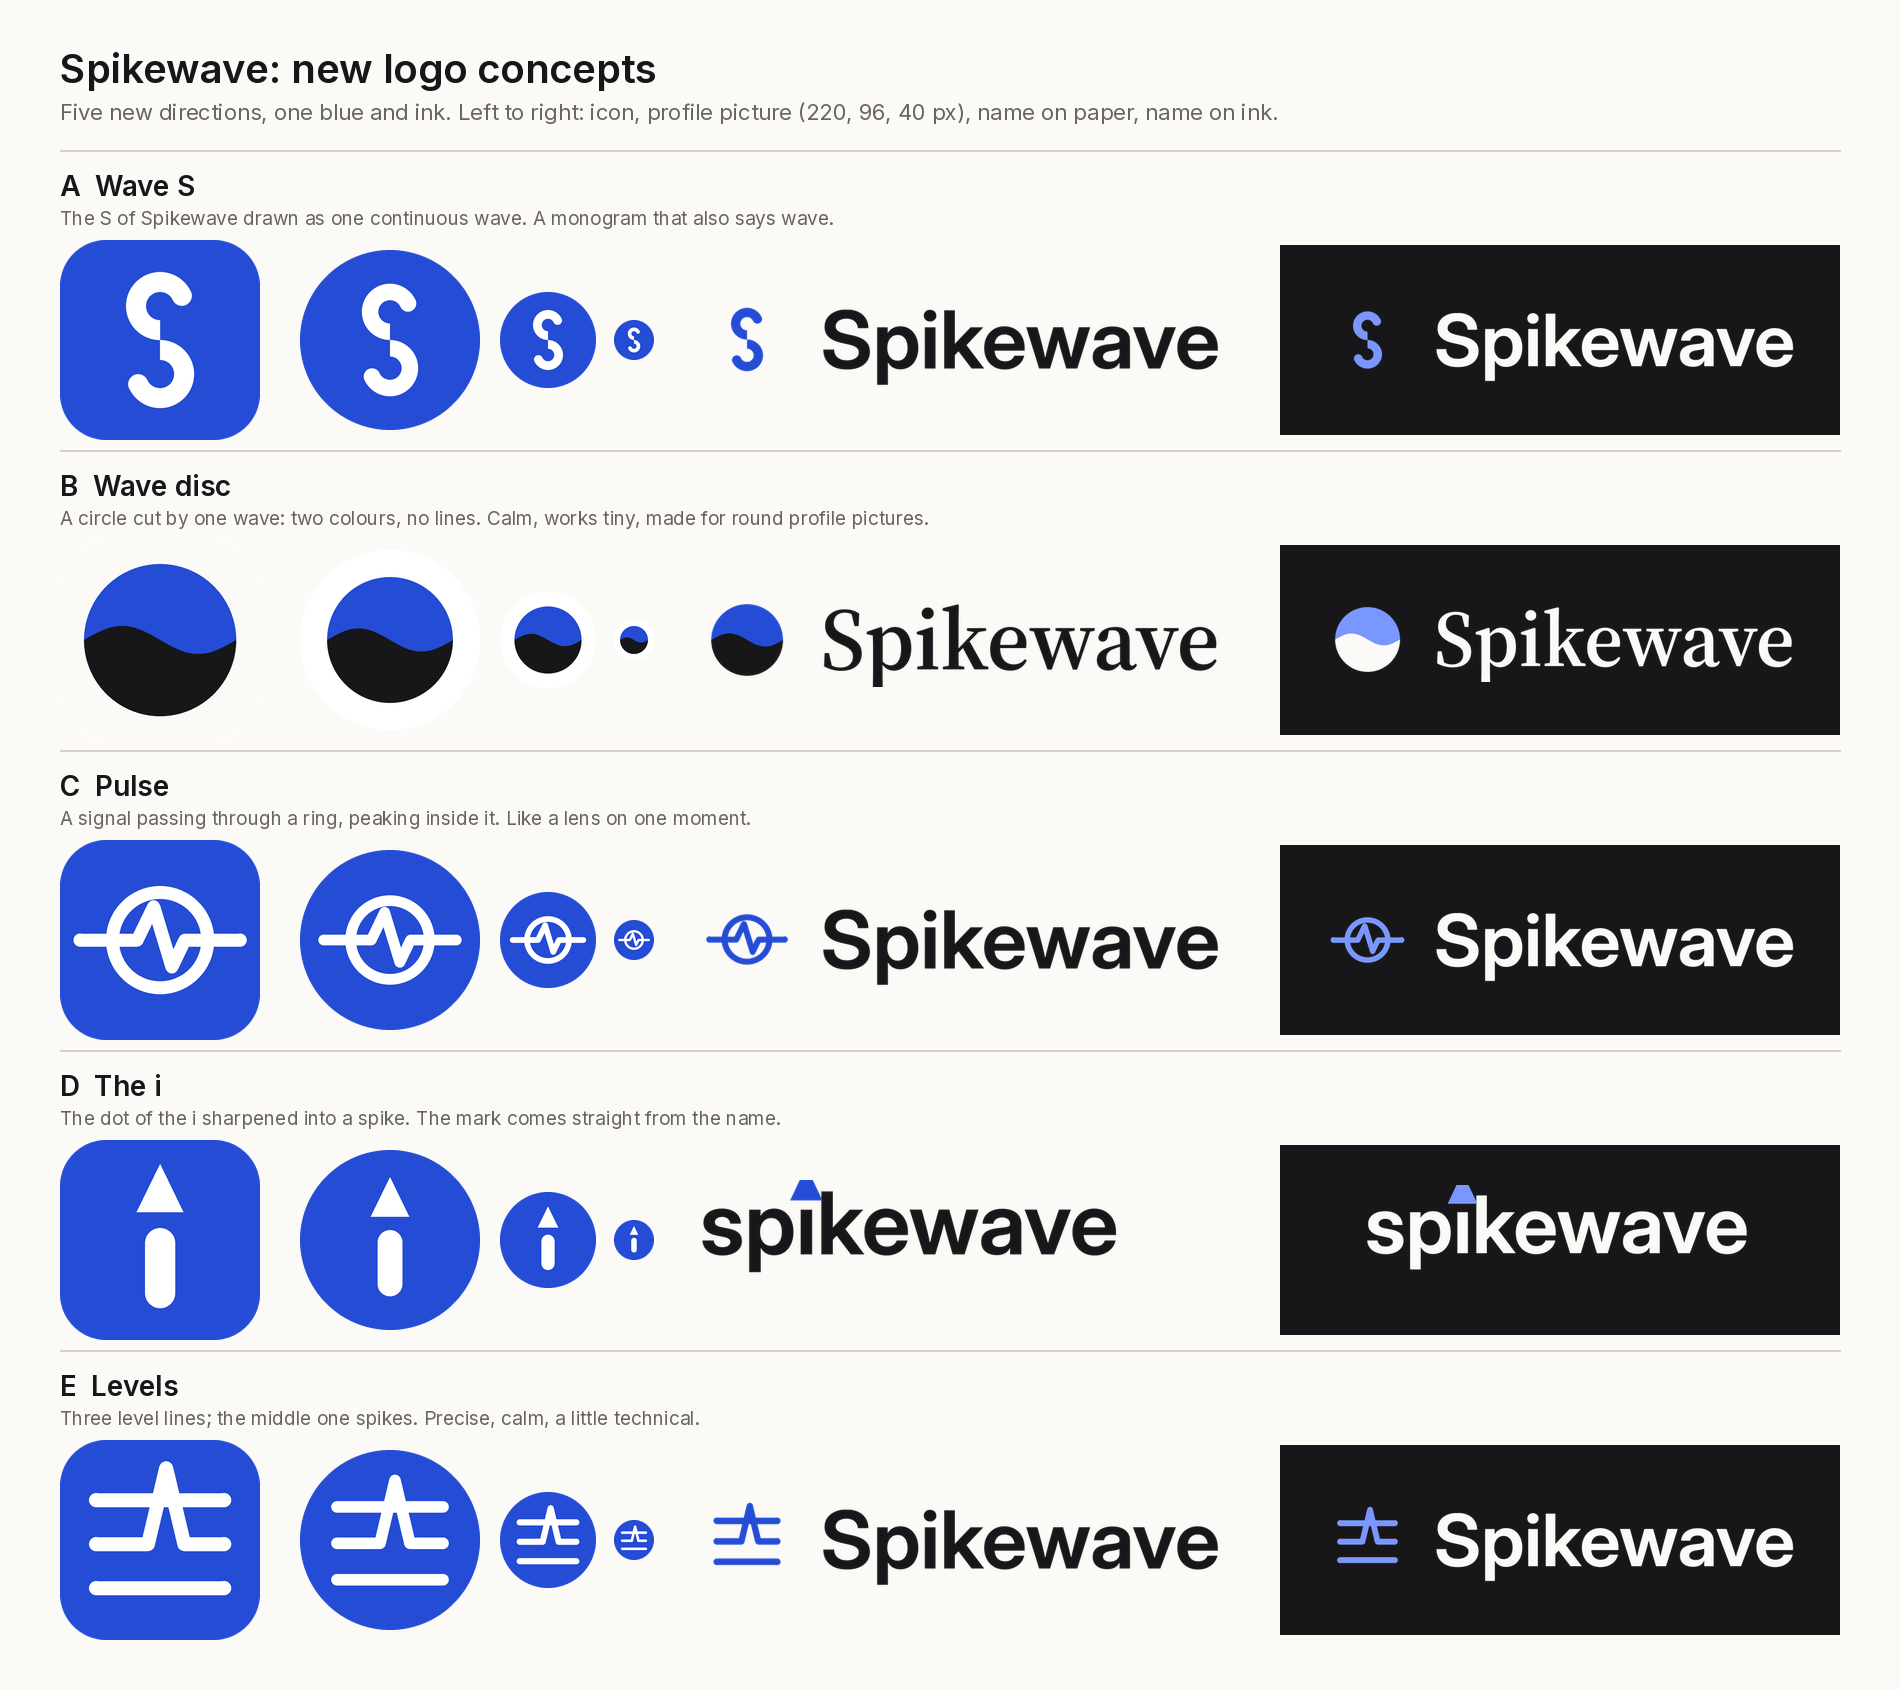 Spikewave: new logo concepts
Five new directions, one blue and ink. Left to right: icon, profile picture (220, 96, 40 px), name on paper, name on ink.
A Wave S
The S of Spikewave drawn as one continuous wave. A monogram that also says wave.
Spikewave
Spikewave
B Wave disc
A circle cut by one wave: two colours, no lines. Calm, works tiny, made for round profile pictures.
Spikewave
Spikewave
C Pulse
A signal passing through a ring, peaking inside it. Like a lens on one moment.
Spikewave
Spikewave
D The i
The dot of the i sharpened into a spike. The mark comes straight from the name.
spikewave
spikewave
E Levels
Three level lines; the middle one spikes. Precise, calm, a little technical.
Spikewave
Spikewave